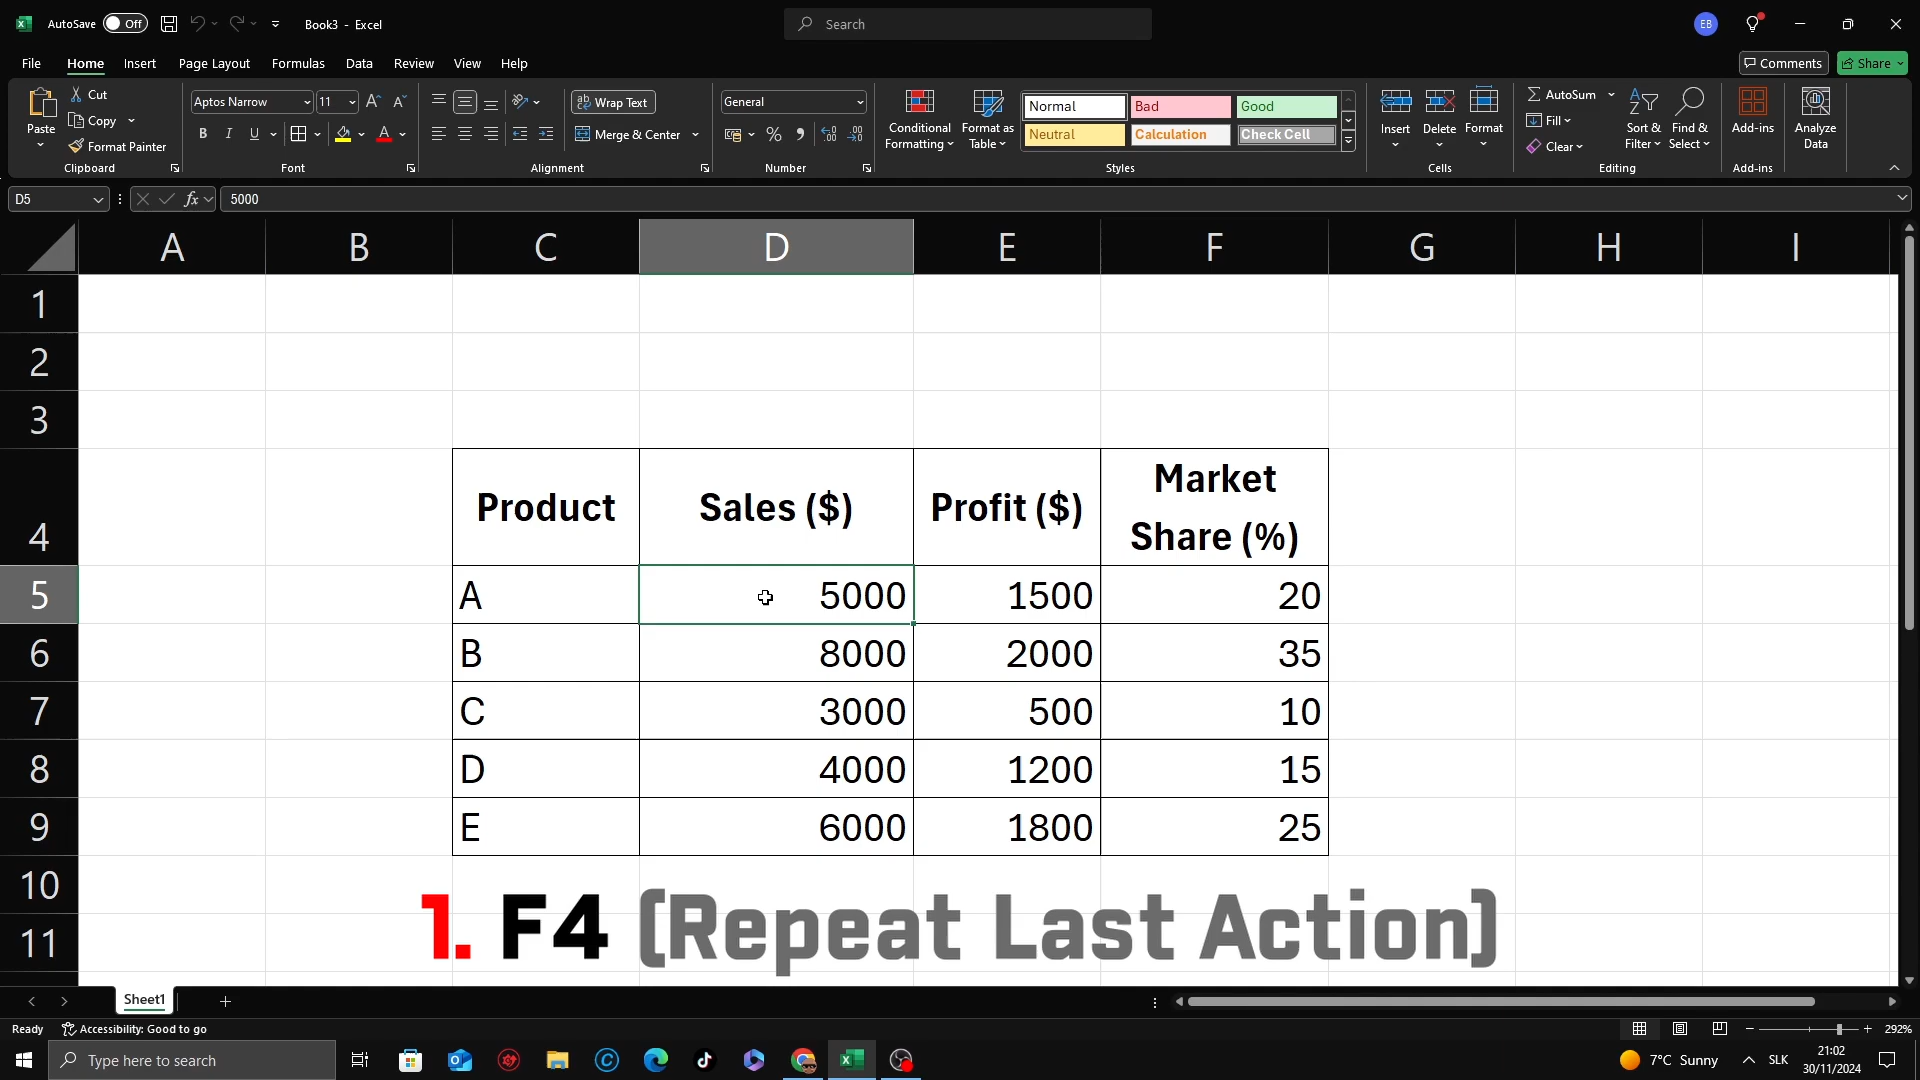 AutoSave Off Book3 - Excel Search EB
File Home Insert Page Layout Formulas Data Review View Help Comments Share
Paste Cut Copy Format Painter Clipboard
Aptos Narrow 11 B I U A Font
Wrap Text Merge & Center Alignment
General % , Number
Conditional Formatting Format as Table
Normal Bad Good
Neutral Calculation Check Cell
Styles
Insert Delete Format Cells
AutoSum Fill Clear Sort & Filter Find & Select Editing
Add-ins Add-ins
Analyze Data
D5 fx 5000
A B C D E F G H I
1
2
3
4 Product Sales ($) Profit ($) Market Share (%)
5 A 5000 1500 20
6 B 8000 2000 35
7 C 3000 500 10
8 D 4000 1200 15
9 E 6000 1800 25
10
11
1. F4 (Repeat Last Action)
Sheet1
Ready Accessibility: Good to go 292%
Type here to search 7°C Sunny SLK 21:02
30/11/2024